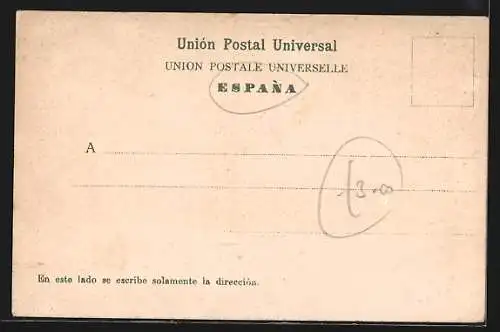 Unión Postal Universal
UNION POSTALE UNIVERSELLE
ESPAÑA
A
En este lado se escribe solamente la dirección.